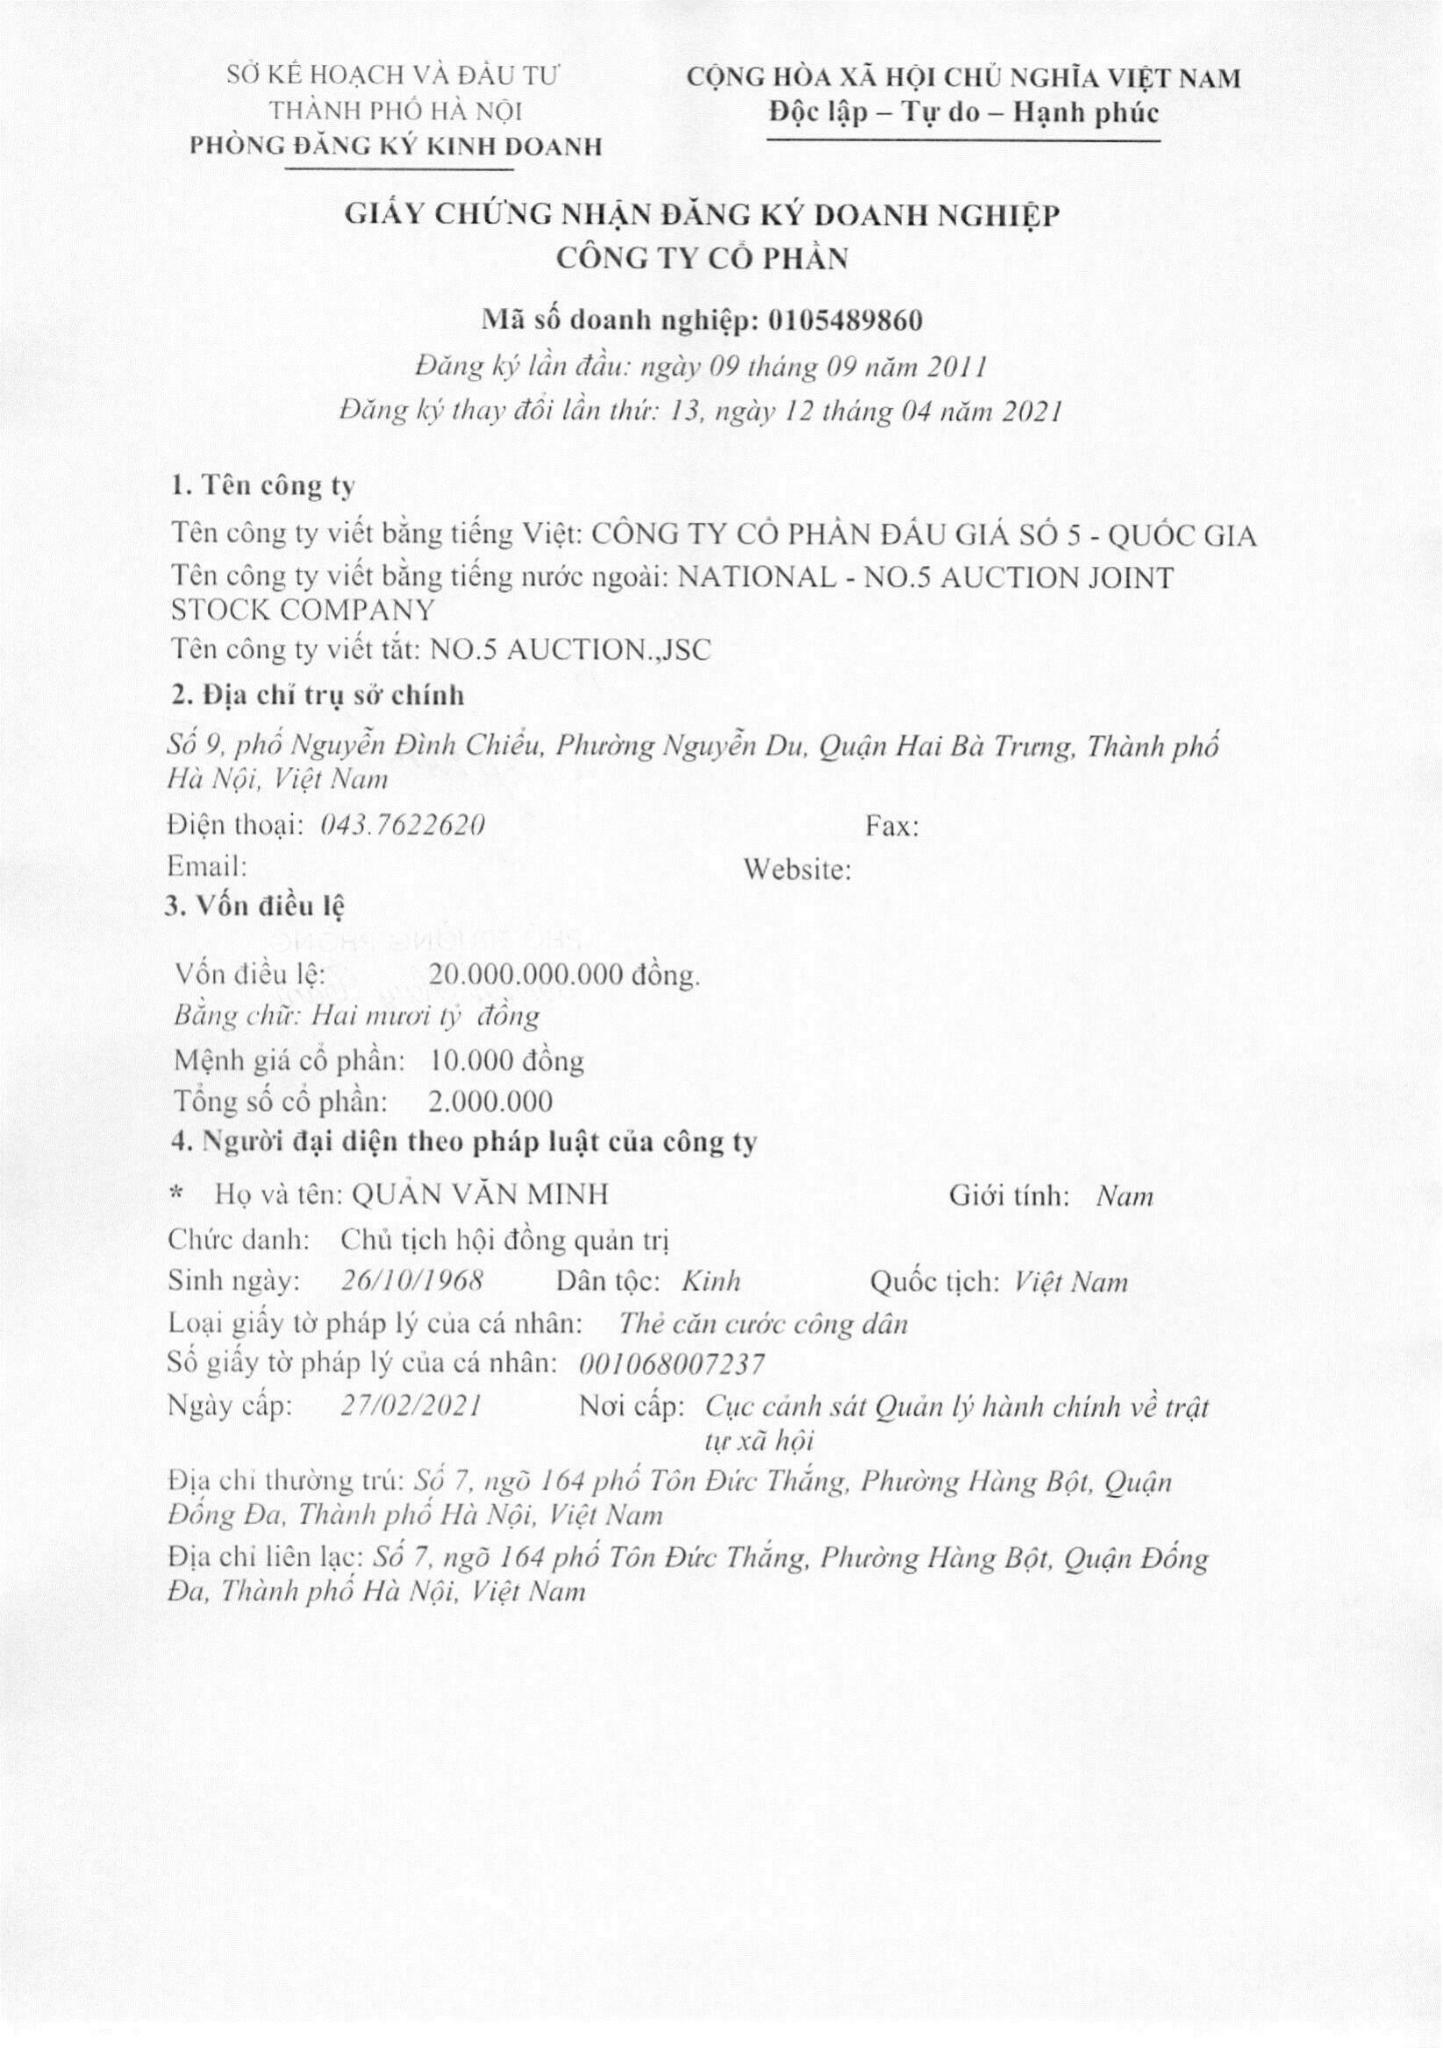 SỞ KẾ HOẠCH VÀ ĐẦU TƯ
THÀNH PHỐ HÀ NỘI
PHÒNG ĐĂNG KÝ KINH DOANH
CỘNG HÒA XÃ HỘI CHỦ NGHĨA VIỆT NAM
Độc lập – Tự do – Hạnh phúc
GIẤY CHỨNG NHẬN ĐĂNG KÝ DOANH NGHIỆP
CÔNG TY CỔ PHẦN
Mã số doanh nghiệp: 0105489860
Đăng ký lần đầu: ngày 09 tháng 09 năm 2011
Đăng ký thay đổi lần thứ: 13, ngày 12 tháng 04 năm 2021
1. Tên công ty
Tên công ty viết bằng tiếng Việt: CÔNG TY CỔ PHẦN ĐẤU GIÁ SỐ 5 - QUỐC GIA
Tên công ty viết bằng tiếng nước ngoài: NATIONAL - NO.5 AUCTION JOINT
STOCK COMPANY
Tên công ty viết tắt: NO.5 AUCTION.,JSC
2. Địa chỉ trụ sở chính
Số 9, phố Nguyễn Đình Chiểu, Phường Nguyễn Du, Quận Hai Bà Trưng, Thành phố
Hà Nội, Việt Nam
Điện thoại: 043.7622620 Fax:
Email: Website:
3. Vốn điều lệ
Vốn điều lệ: 20.000.000.000 đồng.
Bằng chữ: Hai mươi tỷ đồng
Mệnh giá cổ phần: 10.000 đồng
Tổng số cổ phần: 2.000.000
4. Người đại diện theo pháp luật của công ty
* Họ và tên: QUẢN VĂN MINH Giới tính: Nam
Chức danh: Chủ tịch hội đồng quản trị
Sinh ngày: 26/10/1968 Dân tộc: Kinh Quốc tịch: Việt Nam
Loại giấy tờ pháp lý của cá nhân: Thẻ căn cước công dân
Số giấy tờ pháp lý của cá nhân: 001068007237
Ngày cấp: 27/02/2021 Nơi cấp: Cục cảnh sát Quản lý hành chính về trật
tự xã hội
Địa chỉ thường trú: Số 7, ngõ 164 phố Tôn Đức Thắng, Phường Hàng Bột, Quận
Đống Đa, Thành phố Hà Nội, Việt Nam
Địa chỉ liên lạc: Số 7, ngõ 164 phố Tôn Đức Thắng, Phường Hàng Bột, Quận Đống
Đa, Thành phố Hà Nội, Việt Nam